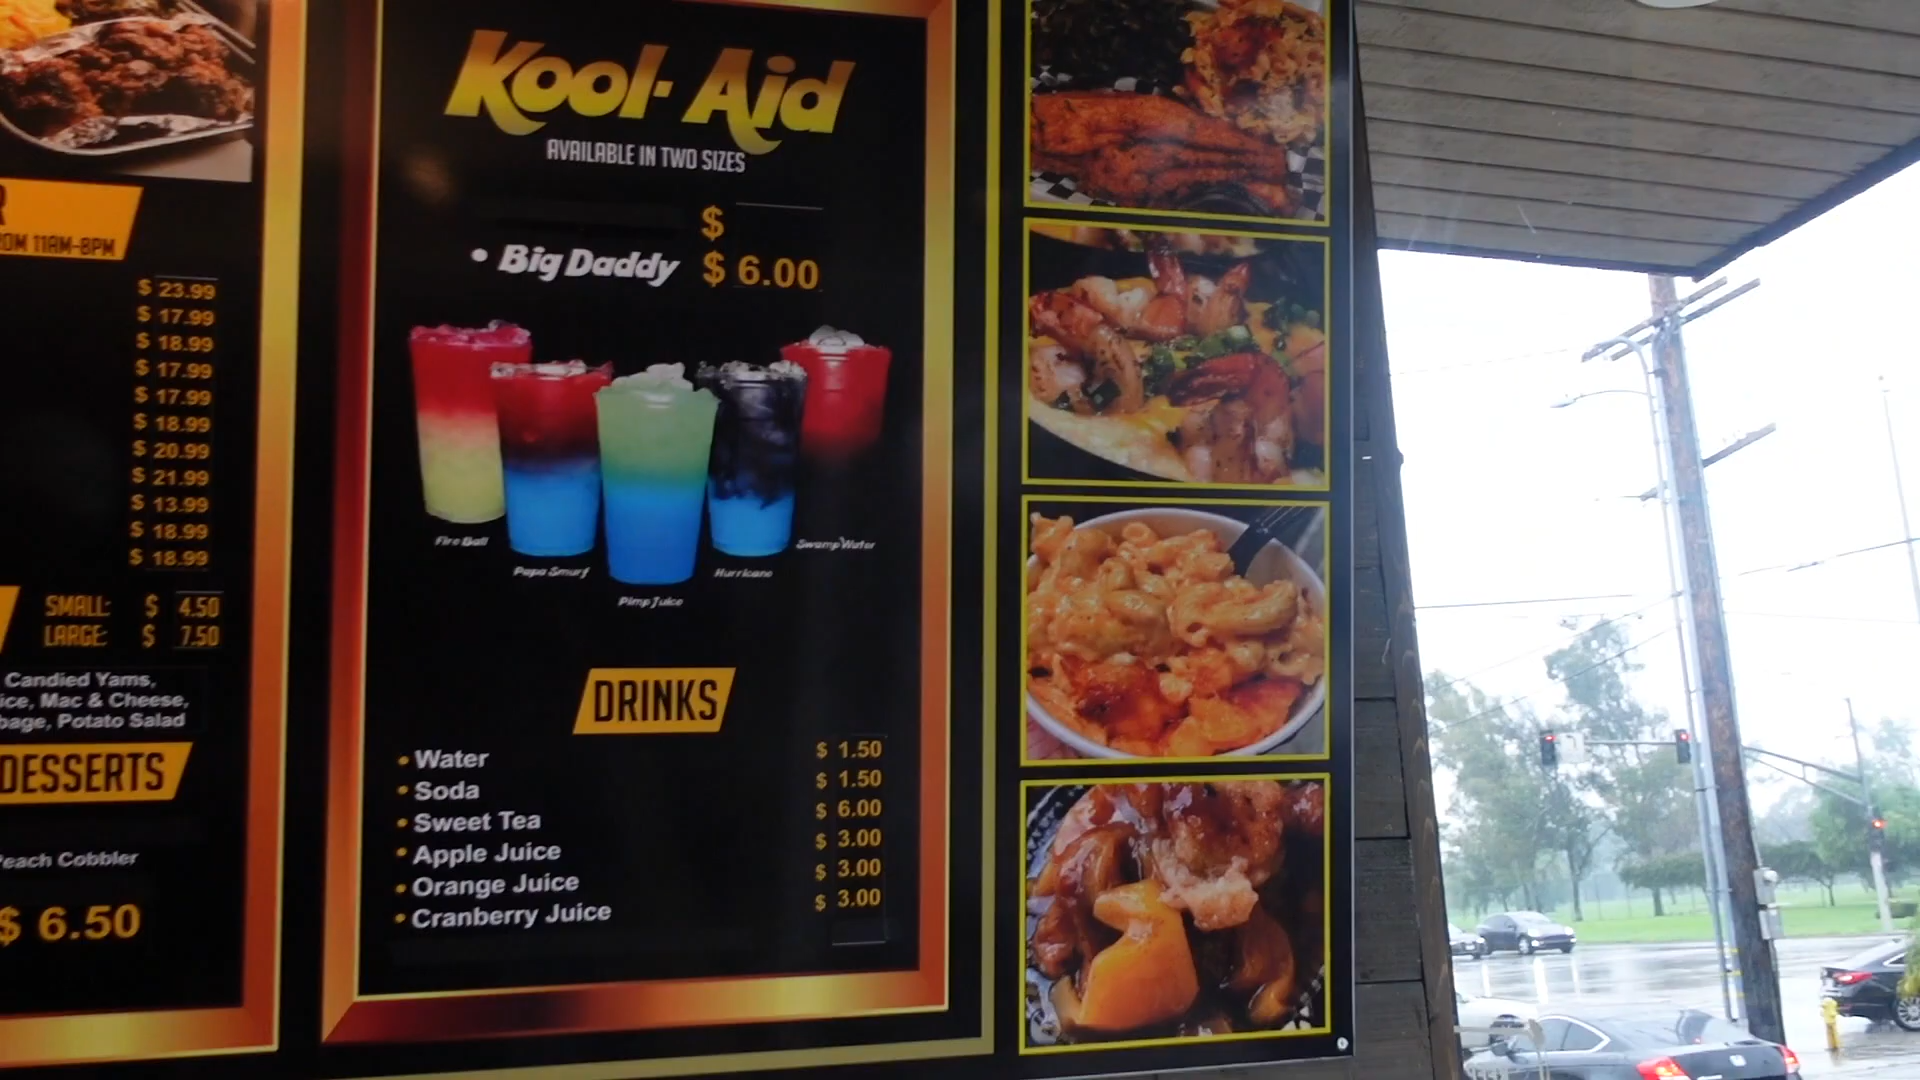 R
ROM 11AM-8PM
$ 23.99
$ 17.99
$ 18.99
$ 17.99
$ 17.99
$ 18.99
$ 20.99
$ 21.99
$ 13.99
$ 18.99
$ 18.99
SMALL: $ 4.50
LARGE: $ 7.50
Candied Yams,
ice, Mac & Cheese,
bage, Potato Salad
DESSERTS
Peach Cobbler
$ 6.50
Kool-Aid
AVAILABLE IN TWO SIZES
$
• Big Daddy $ 6.00
Fire Ball
Papa Smurf
Pimp Juice
Hurricane
Swamp Water
DRINKS
• Water $ 1.50
• Soda $ 1.50
• Sweet Tea $ 6.00
• Apple Juice $ 3.00
• Orange Juice $ 3.00
• Cranberry Juice $ 3.00